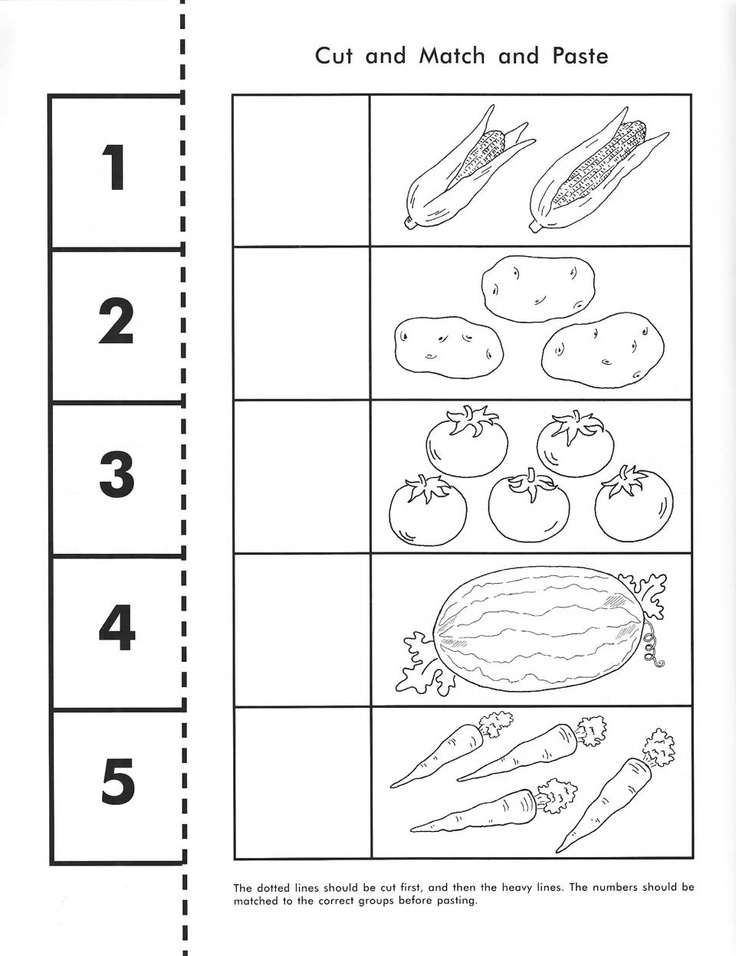 Cut and Match and Paste
1
2
3
4
5
The dotted lines should be cut first, and then the heavy lines. The numbers should be
matched to the correct groups before pasting.